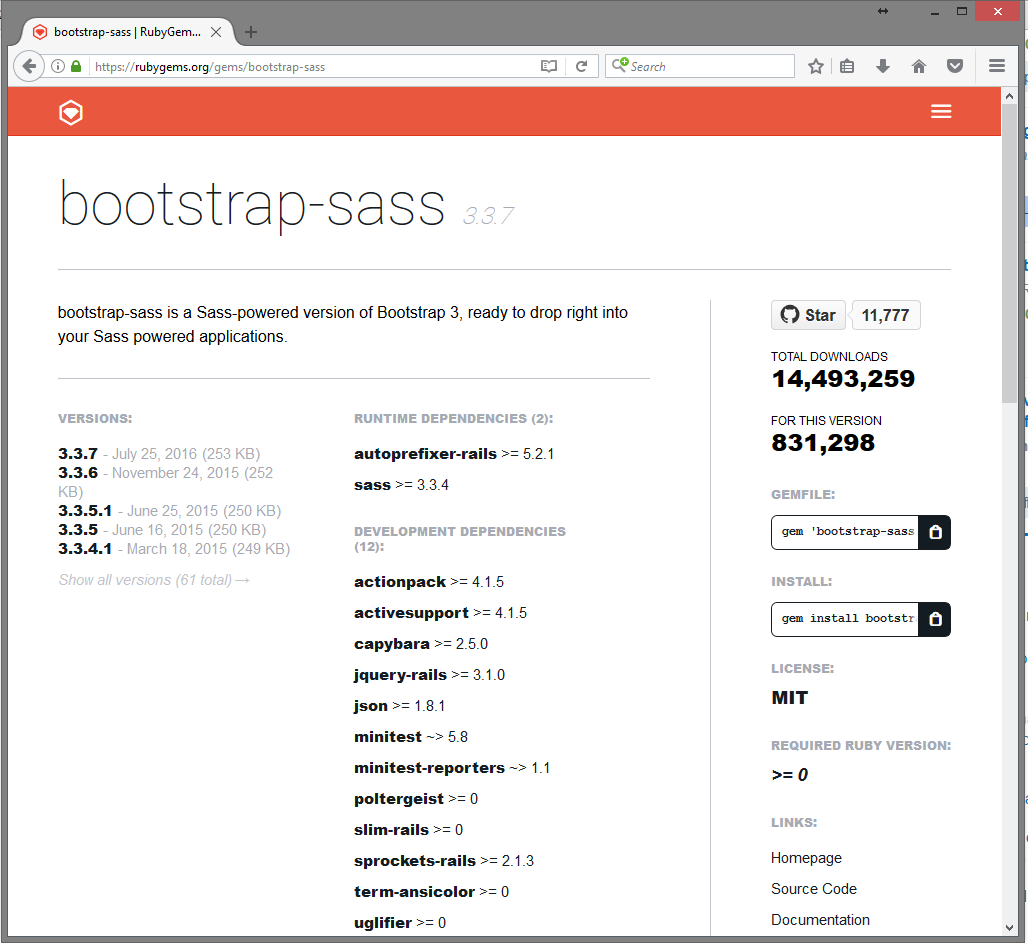 bootstrap-sass | RubyGem...
https://rubygems.org/gems/bootstrap-sass
Search
bootstrap-sass 3.3.7
bootstrap-sass is a Sass-powered version of Bootstrap 3, ready to drop right into
your Sass powered applications.
VERSIONS:
3.3.7 - July 25, 2016 (253 KB)
3.3.6 - November 24, 2015 (252
KB)
3.3.5.1 - June 25, 2015 (250 KB)
3.3.5 - June 16, 2015 (250 KB)
3.3.4.1 - March 18, 2015 (249 KB)
Show all versions (61 total) →
RUNTIME DEPENDENCIES (2):
autoprefixer-rails >= 5.2.1
sass >= 3.3.4
DEVELOPMENT DEPENDENCIES
(12):
actionpack >= 4.1.5
activesupport >= 4.1.5
capybara >= 2.5.0
jquery-rails >= 3.1.0
json >= 1.8.1
minitest ~> 5.8
minitest-reporters ~> 1.1
poltergeist >= 0
slim-rails >= 0
sprockets-rails >= 2.1.3
term-ansicolor >= 0
uglifier >= 0
Star 11,777
TOTAL DOWNLOADS
14,493,259
FOR THIS VERSION
831,298
GEMFILE:
gem 'bootstrap-sass
INSTALL:
gem install bootstr
LICENSE:
MIT
REQUIRED RUBY VERSION:
>= 0
LINKS:
Homepage
Source Code
Documentation